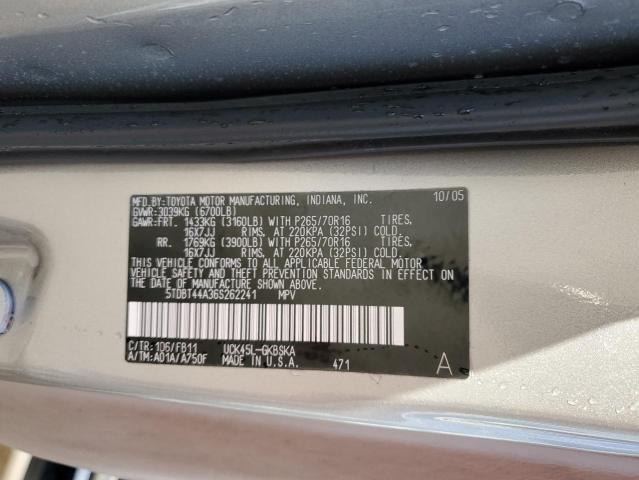 MFD.BY:TOYOTA MOTOR MANUFACTURING, INDIANA, INC. 10/05
GVWR:3039KG (6700LB)
GAWR:FRT. 1433KG (3160LB) WITH P265/70R16 TIRES,
16X7JJ RIMS, AT 220KPA (32PSI) COLD.
RR. 1769KG (3900LB) WITH P265/70R16 TIRES,
16X7JJ RIMS, AT 220KPA (32PSI) COLD.
THIS VEHICLE CONFORMS TO ALL APPLICABLE FEDERAL MOTOR
VEHICLE SAFETY AND THEFT PREVENTION STANDARDS IN EFFECT ON
THE DATE OF MANUFACTURE SHOWN ABOVE.
5TDBT44A36S262241 MPV
C/TR:1D6/FB11 UCK45L-GKBSKA
A/TM:A01A/A750F MADE IN U.S.A. 471 A